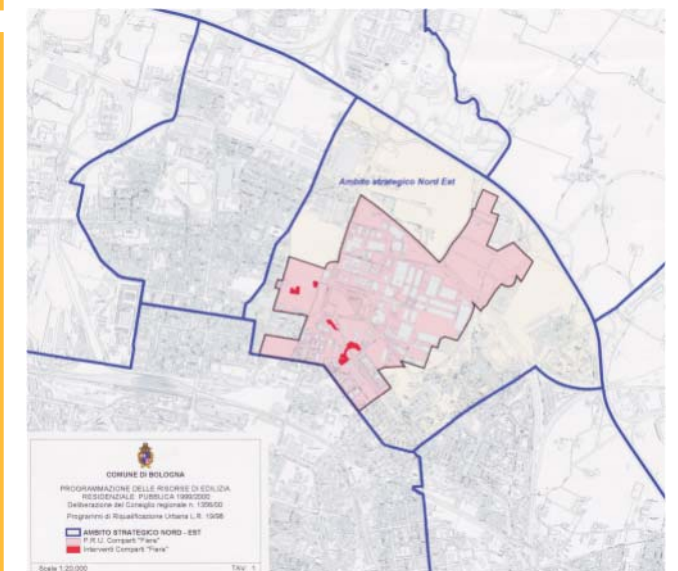 Ambito strategico Nord Est
COMUNE DI BOLOGNA
PROGRAMMAZIONE DELLE RISORSE DI EDILIZIA
RESIDENZIALE PUBBLICA 1999/2000
Deliberazione del Consiglio regionale n. 1356/00
Programmi di Riqualificazione Urbana L.R. 19/98
AMBITO STRATEGICO NORD - EST
P.R.U. Comparti "Fiera"
Interventi Comparti "Fiera"
Scala 1:20.000
TAV. 1